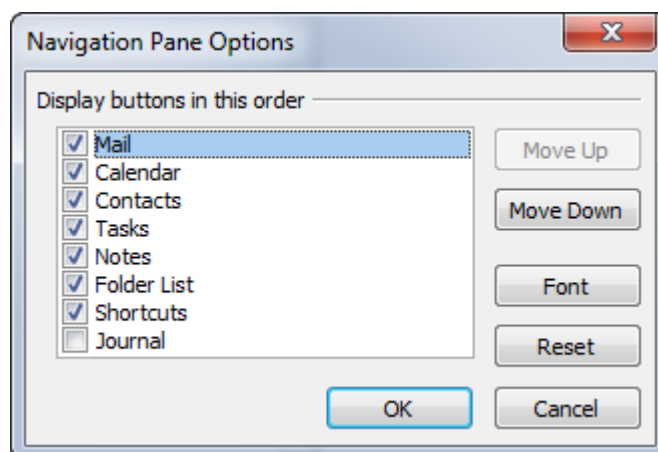 Navigation Pane Options
Display buttons in this order
Mail
Calendar
Contacts
Tasks
Notes
Folder List
Shortcuts
Journal
Move Up
Move Down
Font
Reset
OK
Cancel